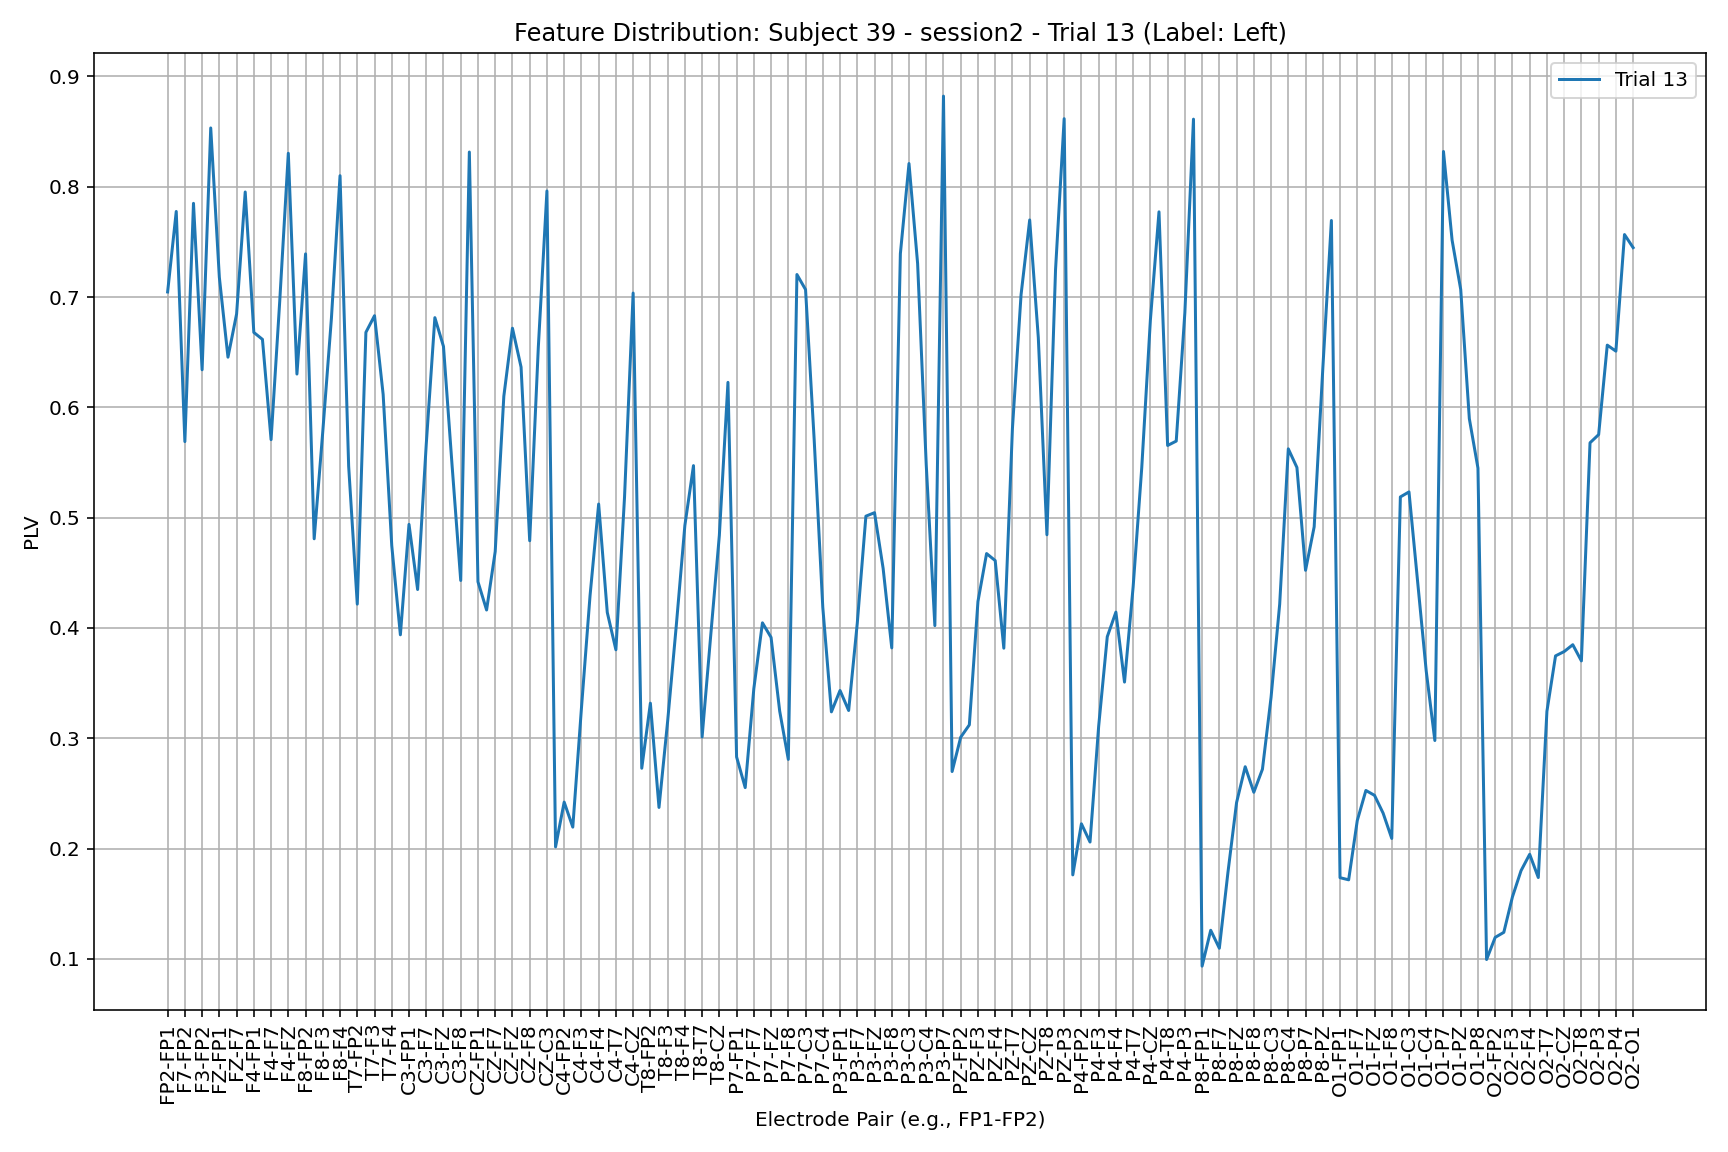 Feature Distribution: Subject 39 - session2 - Trial 13 (Label: Left)
Trial 13
PLV
0.9
0.8
0.7
0.6
0.5
0.4
0.3
0.2
0.1
FP2-FP1
F7-FP2
F3-FP2
FZ-FP1
FZ-F7
F4-FP1
F4-F7
F4-FZ
F8-FP2
F8-F3
F8-F4
T7-FP2
T7-F3
T7-F4
C3-FP1
C3-F7
C3-FZ
C3-F8
CZ-FP1
CZ-F7
CZ-FZ
CZ-F8
CZ-C3
C4-FP2
C4-F3
C4-F4
C4-T7
C4-CZ
T8-FP2
T8-F3
T8-F4
T8-T7
T8-CZ
P7-FP1
P7-F7
P7-FZ
P7-F8
P7-C3
P7-C4
P3-FP1
P3-F7
P3-FZ
P3-F8
P3-C3
P3-C4
P3-P7
PZ-FP2
PZ-F3
PZ-F4
PZ-T7
PZ-CZ
PZ-T8
PZ-P3
P4-FP2
P4-F3
P4-F4
P4-T7
P4-CZ
P4-T8
P4-P3
P8-FP1
P8-F7
P8-FZ
P8-F8
P8-C3
P8-C4
P8-P7
P8-PZ
O1-FP1
O1-F7
O1-FZ
O1-F8
O1-C3
O1-C4
O1-P7
O1-PZ
O1-P8
O2-FP2
O2-F3
O2-F4
O2-T7
O2-CZ
O2-T8
O2-P3
O2-P4
O2-O1
Electrode Pair (e.g., FP1-FP2)